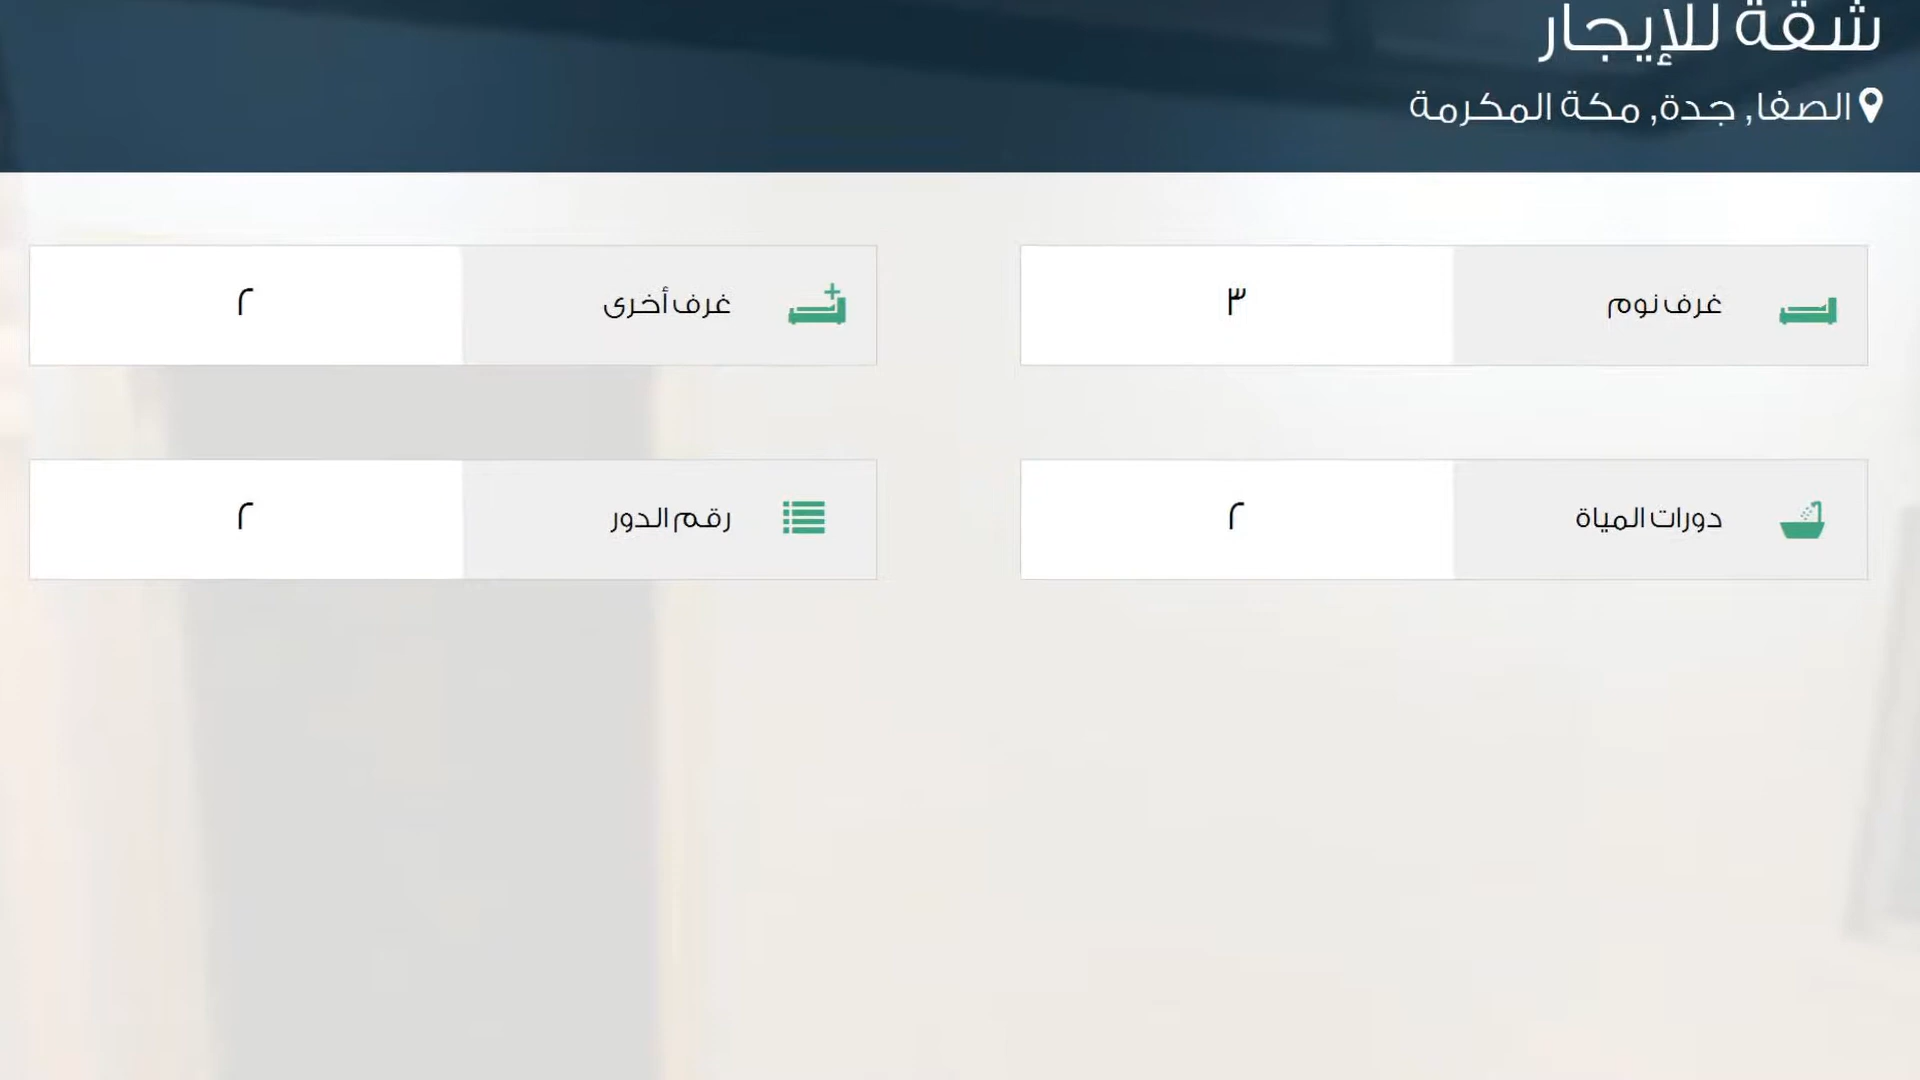 شقة للإيجار
الصفا, جدة, مكة المكرمة
غرف نوم
٣
غرف أخرى
٢
دورات المياة
٢
رقم الدور
٢